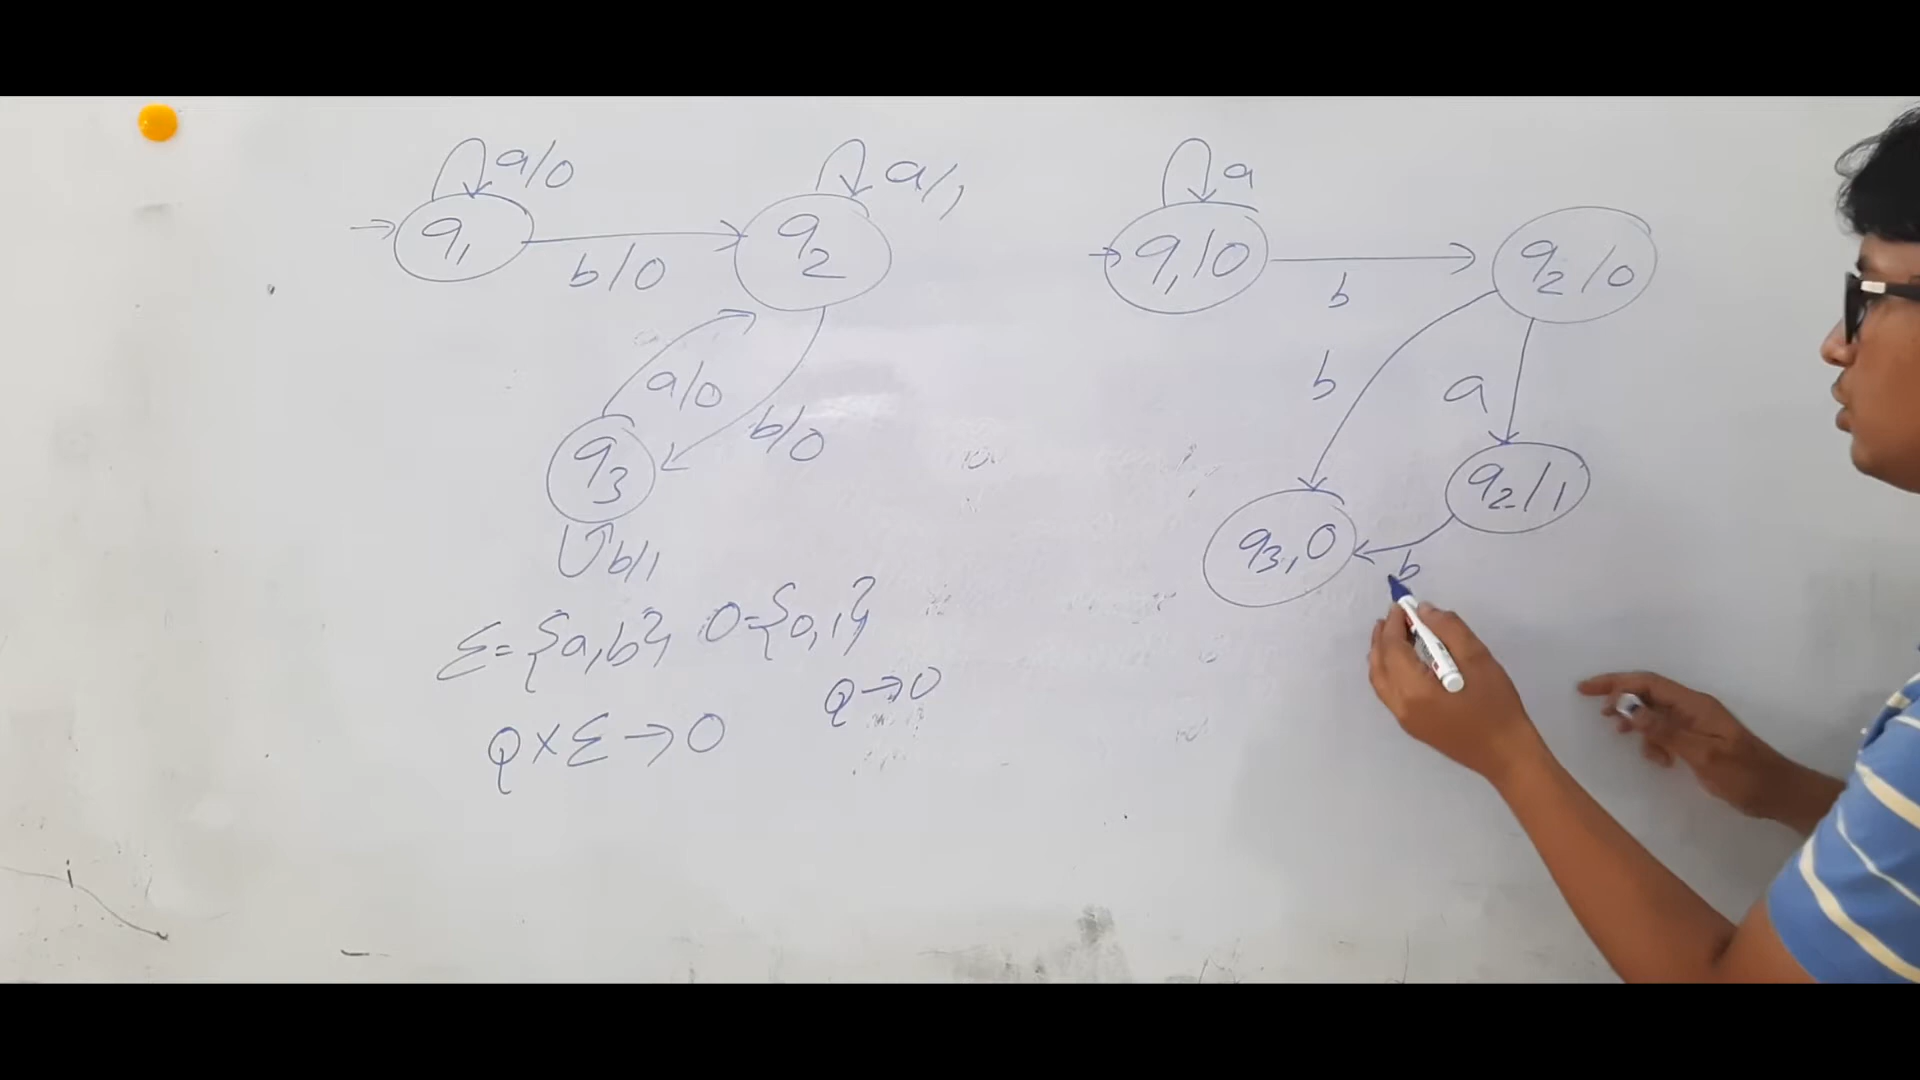 a/0
a/1
a
q1
q2
q1/0
q2/0
b/0
b
a/0
b/0
b
a
q3
q2/1
q3,0
b
b/1
Σ={a,b}, O={0,1}
Q→O
Q×Σ→O